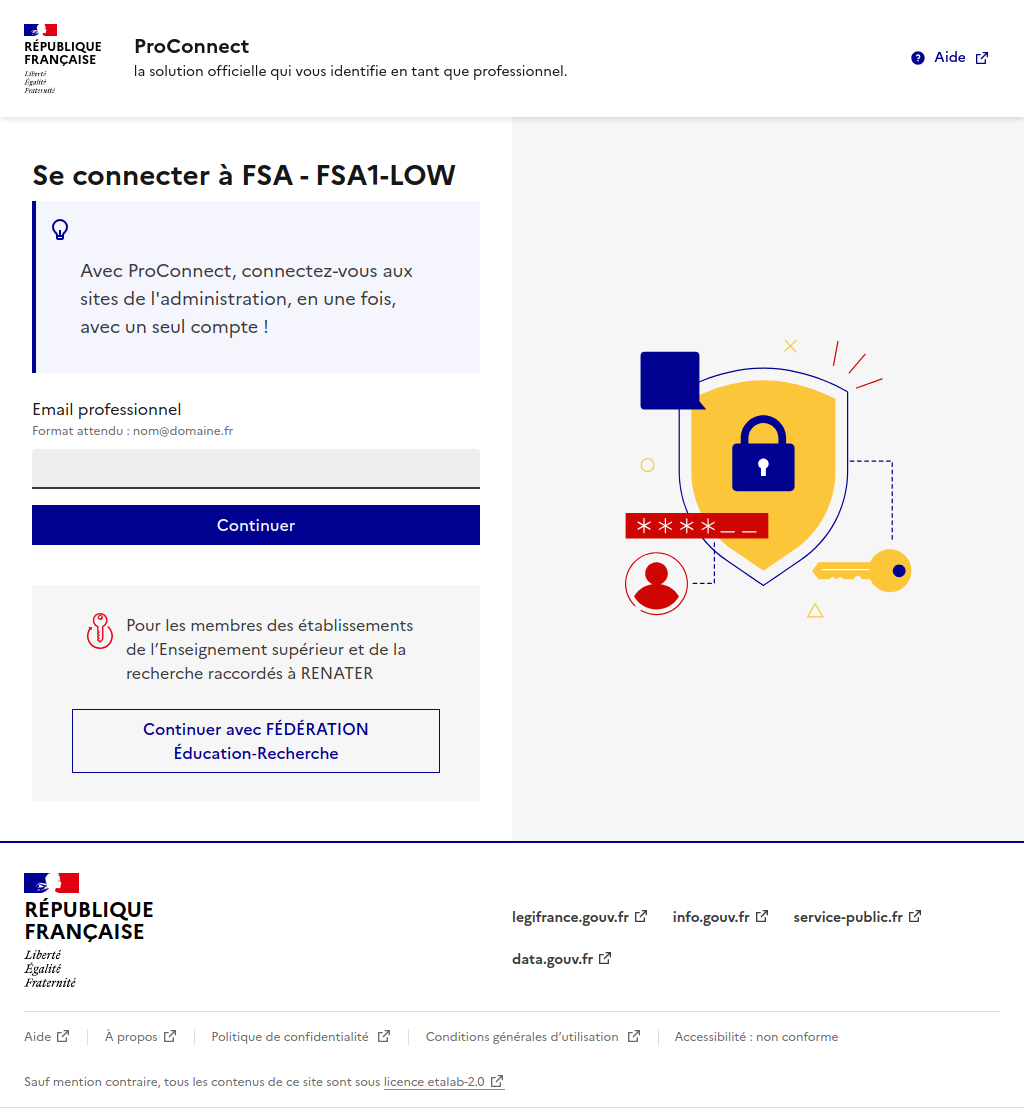 RÉPUBLIQUE
FRANÇAISE
Liberté
Égalité
Fraternité
ProConnect
la solution officielle qui vous identifie en tant que professionnel.
Aide
Se connecter à FSA - FSA1-LOW
Avec ProConnect, connectez-vous aux
sites de l'administration, en une fois,
avec un seul compte !
Email professionnel
Format attendu : nom@domaine.fr
Continuer
Pour les membres des établissements
de l’Enseignement supérieur et de la
recherche raccordés à RENATER
Continuer avec FÉDÉRATION
Éducation-Recherche
RÉPUBLIQUE
FRANÇAISE
Liberté
Égalité
Fraternité
legifrance.gouv.fr info.gouv.fr service-public.fr
data.gouv.fr
Aide À propos Politique de confidentialité Conditions générales d’utilisation Accessibilité : non conforme
Sauf mention contraire, tous les contenus de ce site sont sous licence etalab-2.0